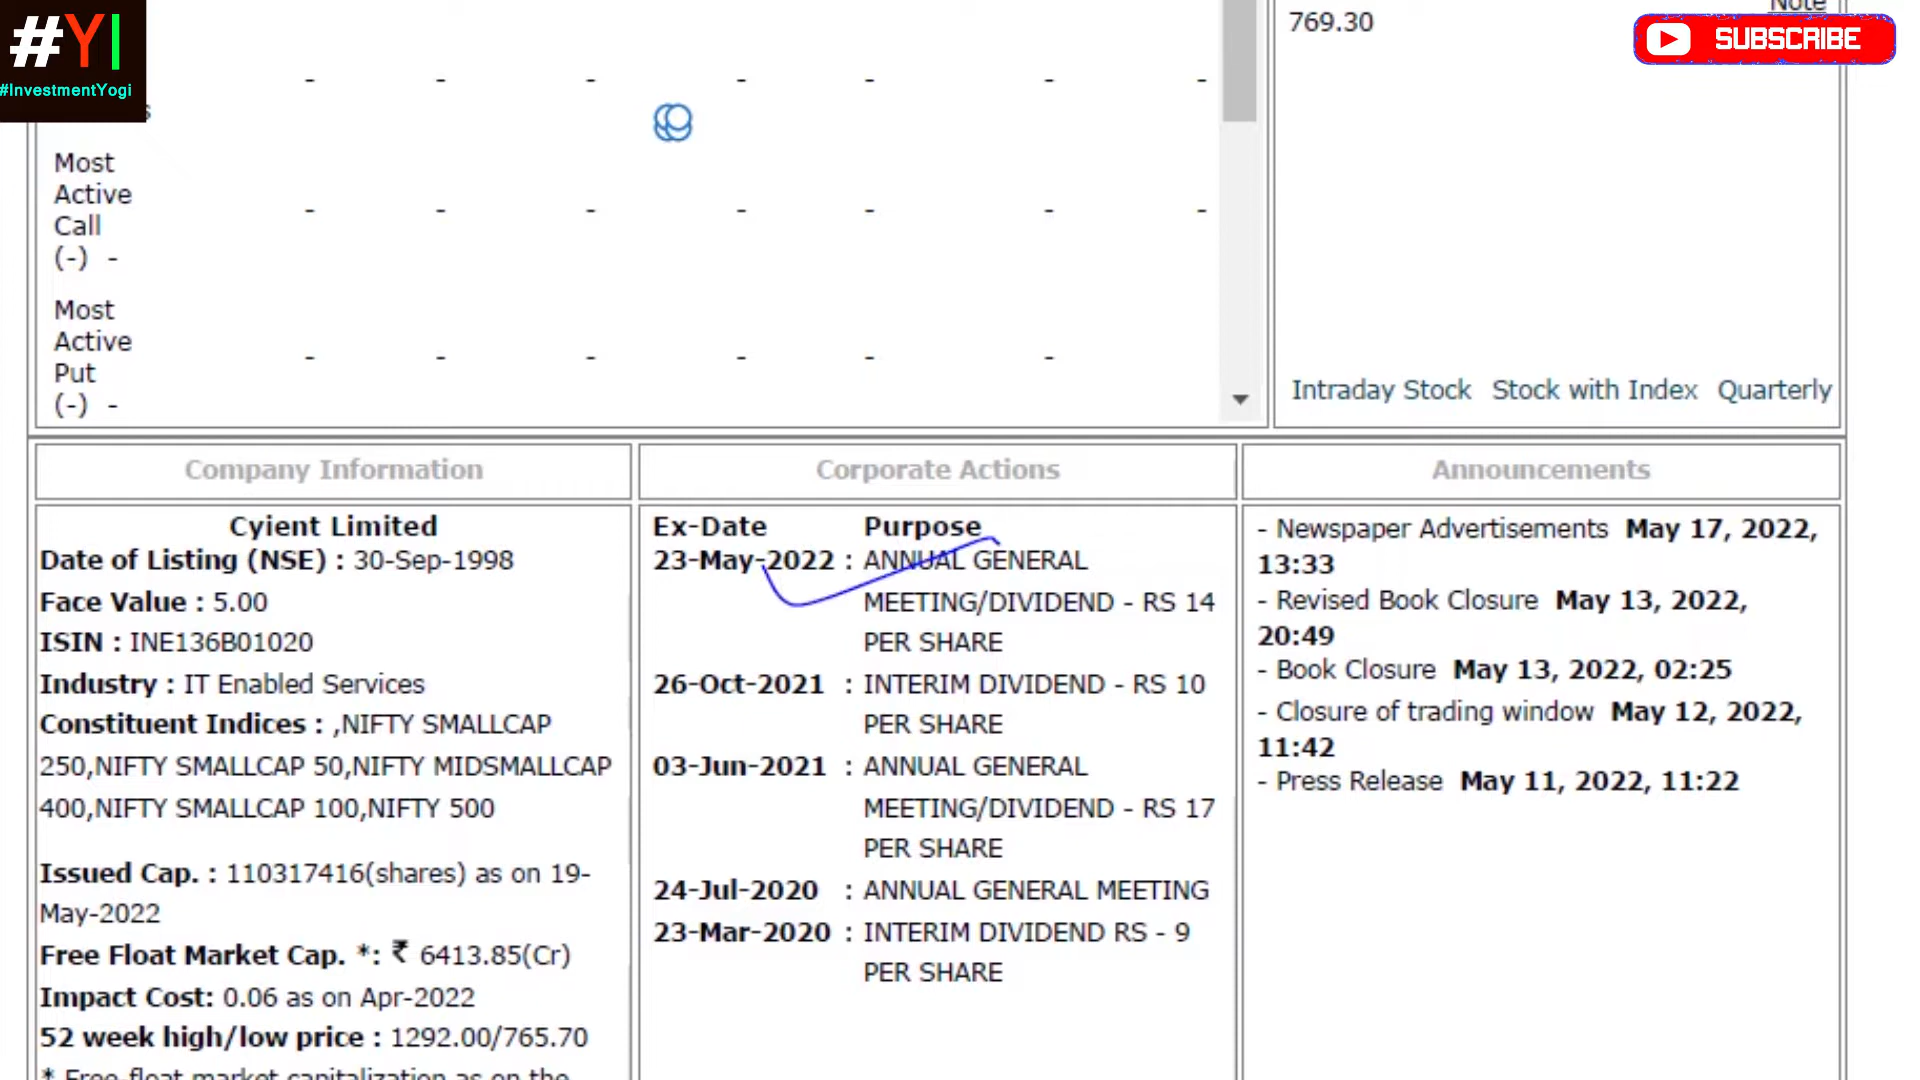 #YI
#InvestmentYogi
SUBSCRIBE
769.30
Note
- - - - - - -
s
Most
Active
Call
(-) -
- - - - - - -
Most
Active
Put
(-) -
- - - - - -
Intraday Stock Stock with Index Quarterly
Company Information
Cyient Limited
Date of Listing (NSE) : 30-Sep-1998
Face Value : 5.00
ISIN : INE136B01020
Industry : IT Enabled Services
Constituent Indices : ,NIFTY SMALLCAP
250,NIFTY SMALLCAP 50,NIFTY MIDSMALLCAP
400,NIFTY SMALLCAP 100,NIFTY 500
Issued Cap. : 110317416(shares) as on 19-
May-2022
Free Float Market Cap. *: ₹ 6413.85(Cr)
Impact Cost: 0.06 as on Apr-2022
52 week high/low price : 1292.00/765.70
* Free-float market capitalization as on the
Corporate Actions
Ex-Date Purpose
23-May-2022 : ANNUAL GENERAL
MEETING/DIVIDEND - RS 14
PER SHARE
26-Oct-2021 : INTERIM DIVIDEND - RS 10
PER SHARE
03-Jun-2021 : ANNUAL GENERAL
MEETING/DIVIDEND - RS 17
PER SHARE
24-Jul-2020 : ANNUAL GENERAL MEETING
23-Mar-2020 : INTERIM DIVIDEND RS - 9
PER SHARE
Announcements
- Newspaper Advertisements May 17, 2022,
13:33
- Revised Book Closure May 13, 2022,
20:49
- Book Closure May 13, 2022, 02:25
- Closure of trading window May 12, 2022,
11:42
- Press Release May 11, 2022, 11:22